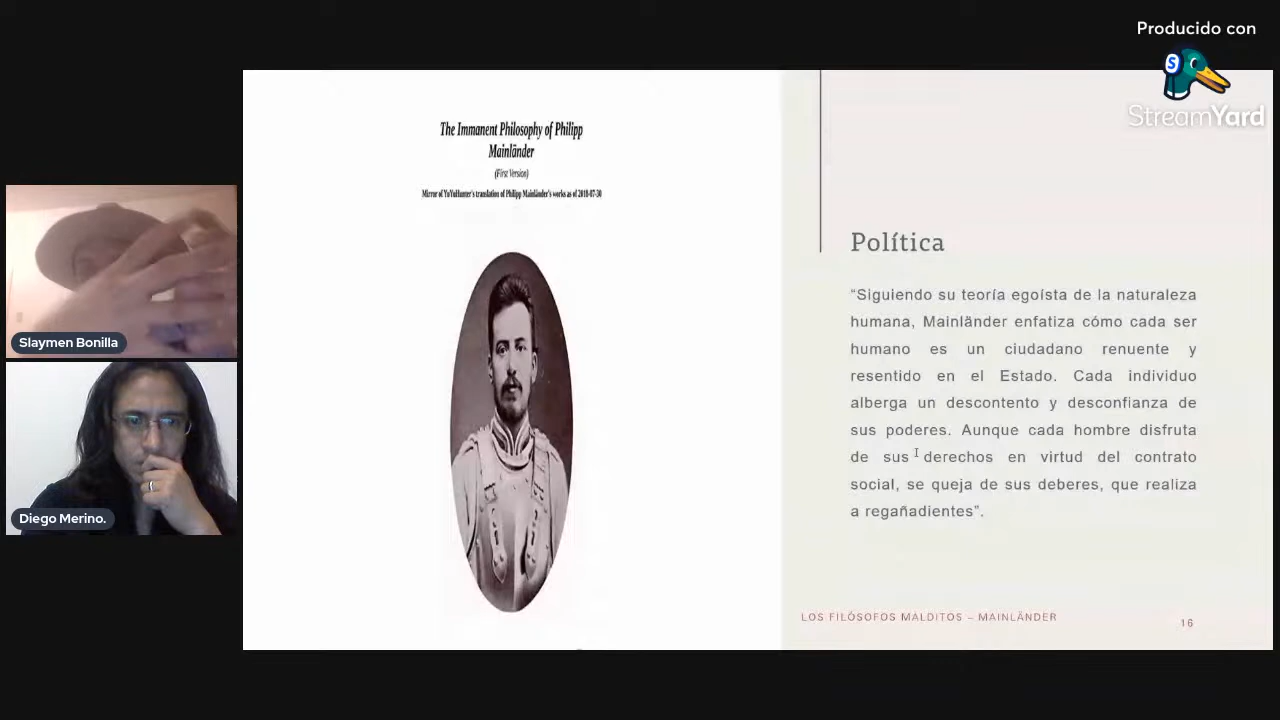 Producido con
StreamYard
The Immanent Philosophy of Philipp
Mainländer
(First Version)
Mirror of YoYoHunter's translation of Philipp Mainländer's works as of 2018-07-30
Slaymen Bonilla
Diego Merino.
Política
“Siguiendo su teoría egoísta de la naturaleza
humana, Mainländer enfatiza cómo cada ser
humano es un ciudadano renuente y
resentido en el Estado. Cada individuo
alberga un descontento y desconfianza de
sus poderes. Aunque cada hombre disfruta
de sus derechos en virtud del contrato
social, se queja de sus deberes, que realiza
a regañadientes”.
LOS FILÓSOFOS MALDITOS – MAINLÄNDER
16